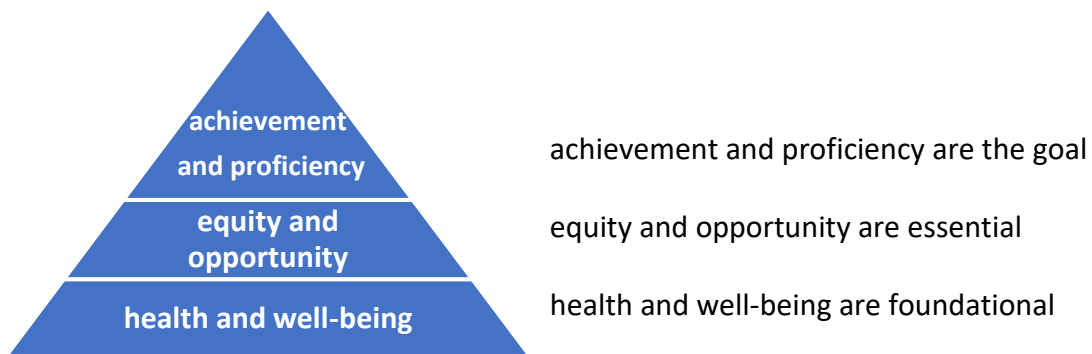 achievement
and proficiency
equity and
opportunity
health and well-being
achievement and proficiency are the goal
equity and opportunity are essential
health and well-being are foundational